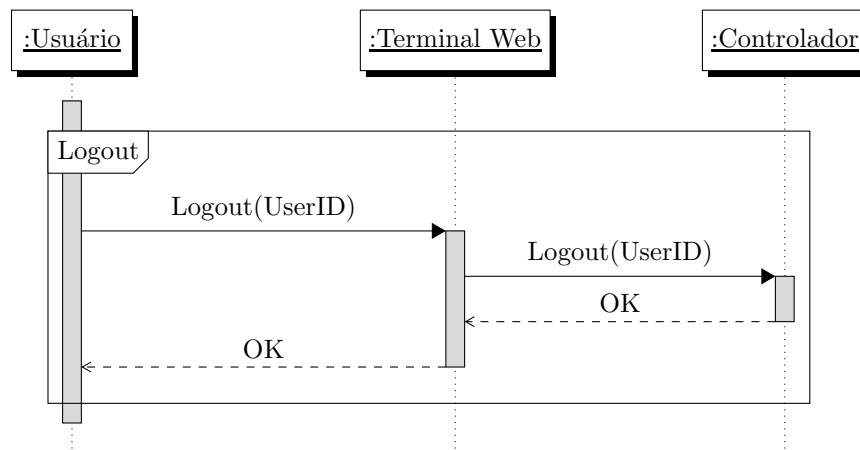 :Usuário
:Terminal Web
:Controlador
Logout
Logout(UserID)
Logout(UserID)
OK
OK